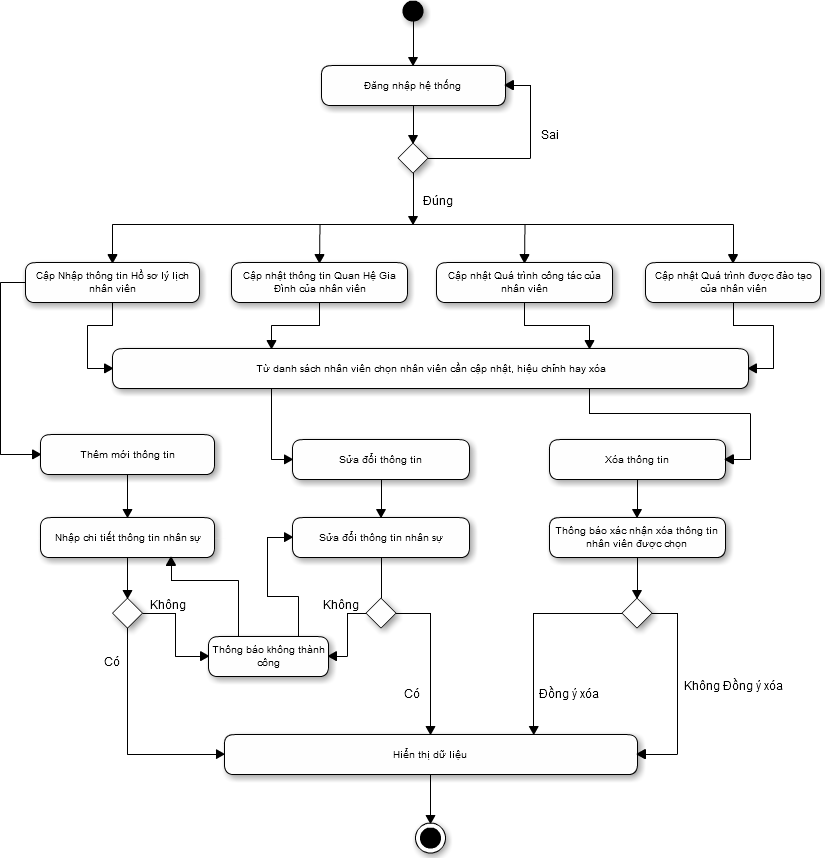 Đăng nhập hệ thống
Sai
Đúng
Cập Nhập thông tin Hồ sơ lý lịch
nhân viên
Cập nhật thông tin Quan Hệ Gia
Đình của nhân viên
Cập nhật Quá trình công tác của
nhân viên
Cập nhật Quá trình được đào tạo
của nhân viên
Từ danh sách nhân viên chọn nhân viên cần cập nhật, hiệu chỉnh hay xóa
Thêm mới thông tin
Sửa đổi thông tin
Xóa thông tin
Nhập chi tiết thông tin nhân sự
Sửa đổi thông tin nhân sự
Thông báo xác nhận xóa thông tin
nhân viên được chọn
Không
Không
Thông báo không thành
công
Có
Có
Đồng ý xóa
Không Đồng ý xóa
Hiển thị dữ liệu